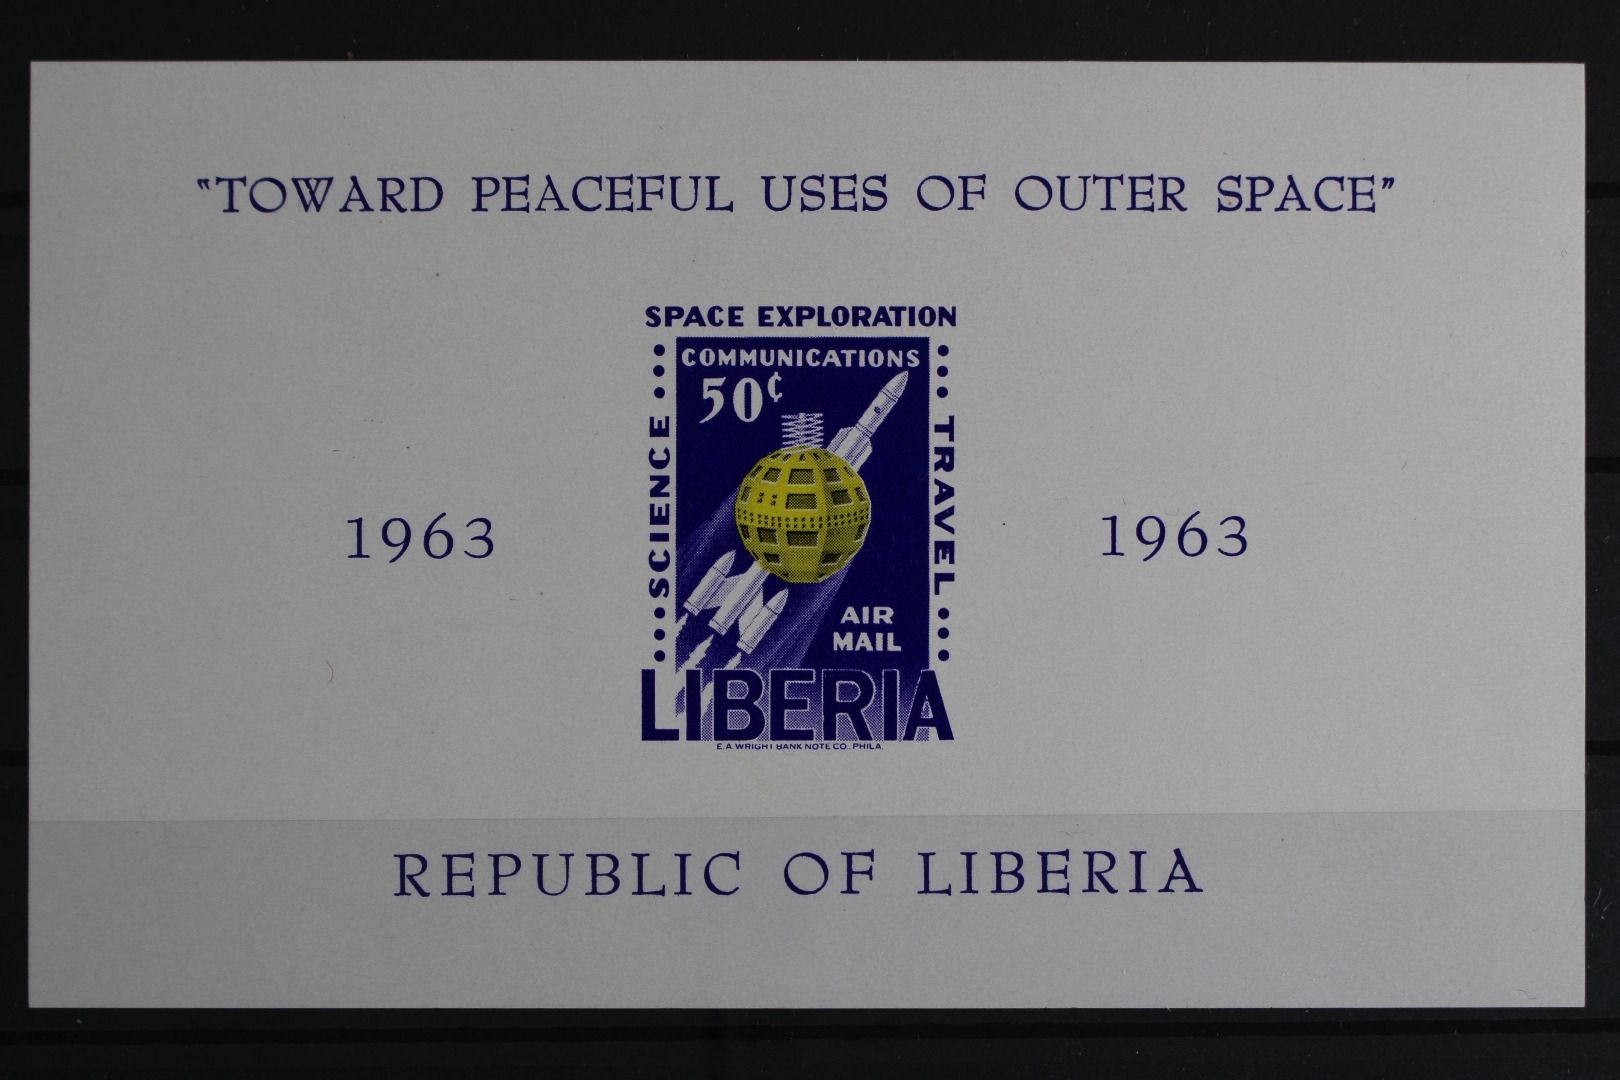 "TOWARD PEACEFUL USES OF OUTER SPACE"
SPACE EXPLORATION
COMMUNICATIONS
50¢
SCIENCE
TRAVEL
1963
1963
AIR
MAIL
LIBERIA
E.A. WRIGHT BANK NOTE CO. PHILA.
REPUBLIC OF LIBERIA